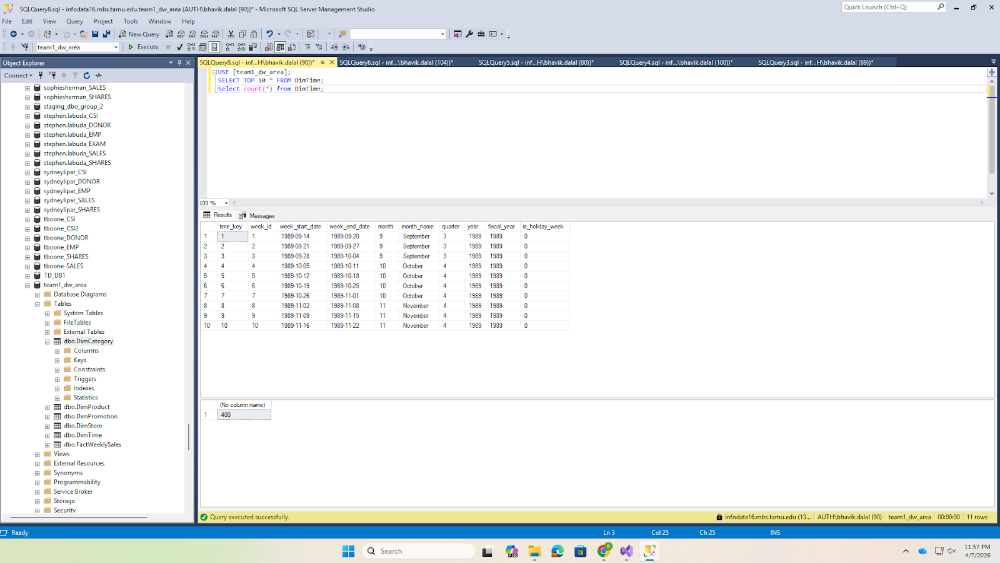 SQLQuery8.sql - infodata16.mbs.tamu.edu.team1_dw_area (AUTH\bhavik.dalal (90))* - Microsoft SQL Server Management Studio
Quick Launch (Ctrl+Q)
File Edit View Query Project Tools Window Help
New Query
team1_dw_area Execute
Object Explorer
Connect
sophiesherman_SALES
sophiesherman_SHARES
staging_dbo_group_2
stephen.labuda_CSI
stephen.labuda_DONOR
stephen.labuda_EMP
stephen.labuda_EXAM
stephen.labuda_SALES
stephen.labuda_SHARES
sydneylipar_CSI
sydneylipar_DONOR
sydneylipar_EMP
sydneylipar_SALES
sydneylipar_SHARES
tboone_CSI
tboone_CSI2
tboone_DONOR
tboone_EMP
tboone_SHARES
tboone-SALES
TD_DB1
team1_dw_area
Database Diagrams
Tables
System Tables
FileTables
External Tables
dbo.DimCategory
Columns
Keys
Constraints
Triggers
Indexes
Statistics
dbo.DimProduct
dbo.DimPromotion
dbo.DimStore
dbo.DimTime
dbo.FactWeeklySales
Views
External Resources
Synonyms
Programmability
Service Broker
Storage
Security
SQLQuery8.sql - inf...H\bhavik.dalal (90))* SQLQuery6.sql - inf...\bhavik.dalal (104))* SQLQuery5.sql - inf...H\bhavik.dalal (80))* SQLQuery4.sql - inf...\bhavik.dalal (100))* SQLQuery3.sql - inf...H\bhavik.dalal (89))*
USE [team1_dw_area];
SELECT TOP 10 * FROM DimTime;
Select count(*) from DimTime;
100 %
Results Messages
time_key week_id week_start_date week_end_date month month_name quarter year fiscal_year is_holiday_week
1 1 1 1989-09-14 1989-09-20 9 September 3 1989 1989 0
2 2 2 1989-09-21 1989-09-27 9 September 3 1989 1989 0
3 3 3 1989-09-28 1989-10-04 9 September 3 1989 1989 0
4 4 4 1989-10-05 1989-10-11 10 October 4 1989 1989 0
5 5 5 1989-10-12 1989-10-18 10 October 4 1989 1989 0
6 6 6 1989-10-19 1989-10-25 10 October 4 1989 1989 0
7 7 7 1989-10-26 1989-11-01 10 October 4 1989 1989 0
8 8 8 1989-11-02 1989-11-08 11 November 4 1989 1989 0
9 9 9 1989-11-09 1989-11-15 11 November 4 1989 1989 0
10 10 10 1989-11-16 1989-11-22 11 November 4 1989 1989 0
(No column name)
1 400
Query executed successfully. infodata16.mbs.tamu.edu (13... AUTH\bhavik.dalal (90) team1_dw_area 00:00:00 11 rows
Ready Ln 3 Col 25 Ch 25 INS
Search
11:57 PM
4/7/2026